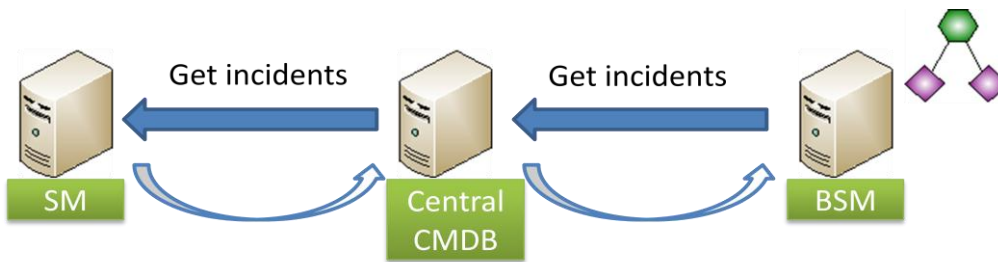 Get incidents
Get incidents
SM
Central
CMDB
BSM